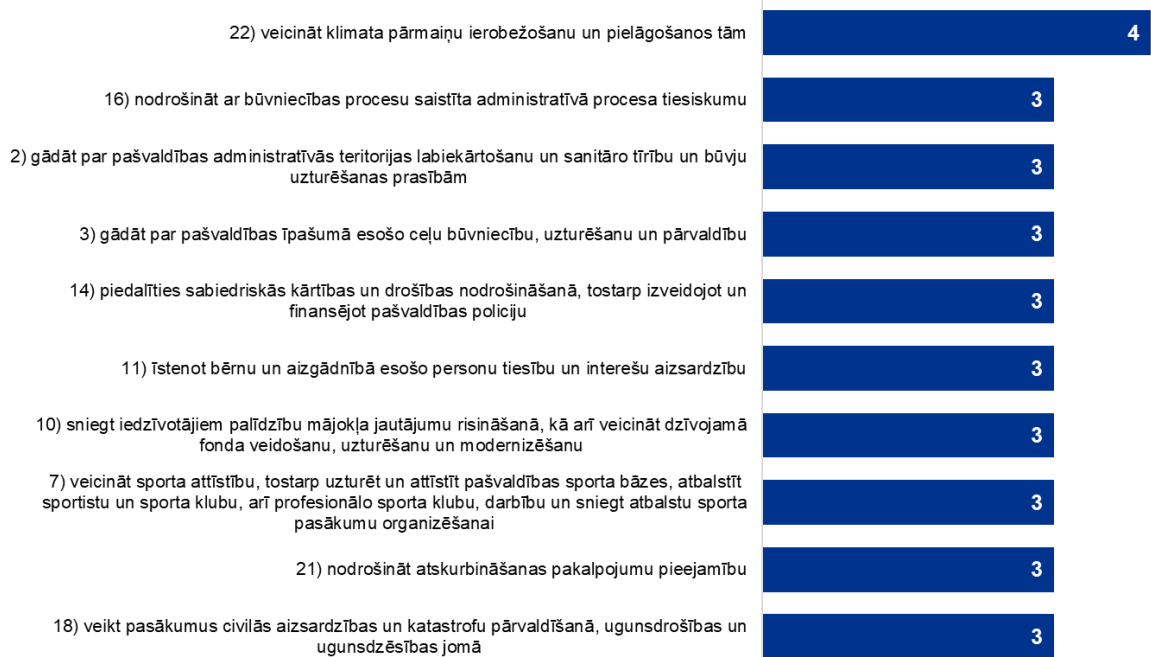 22) veicināt klimata pārmaiņu ierobežošanu un pielāgošanos tām
4
16) nodrošināt ar būvniecības procesu saistīta administratīvā procesa tiesiskumu
3
2) gādāt par pašvaldības administratīvās teritorijas labiekārtošanu un sanitāro tīrību un būvju
uzturēšanas prasībām
3
3) gādāt par pašvaldības īpašumā esošo ceļu būvniecību, uzturēšanu un pārvaldību
3
14) piedalīties sabiedriskās kārtības un drošības nodrošināšanā, tostarp izveidojot un
finansējot pašvaldības policiju
3
11) īstenot bērnu un aizgādnībā esošo personu tiesību un interešu aizsardzību
3
10) sniegt iedzīvotājiem palīdzību mājokļa jautājumu risināšanā, kā arī veicināt dzīvojamā
fonda veidošanu, uzturēšanu un modernizēšanu
3
7) veicināt sporta attīstību, tostarp uzturēt un attīstīt pašvaldības sporta bāzes, atbalstīt
sportistu un sporta klubu, arī profesionālo sporta klubu, darbību un sniegt atbalstu sporta
pasākumu organizēšanai
3
21) nodrošināt atskurbināšanas pakalpojumu pieejamību
3
18) veikt pasākumus civilās aizsardzības un katastrofu pārvaldīšanā, ugunsdrošības un
ugunsdzēsības jomā
3